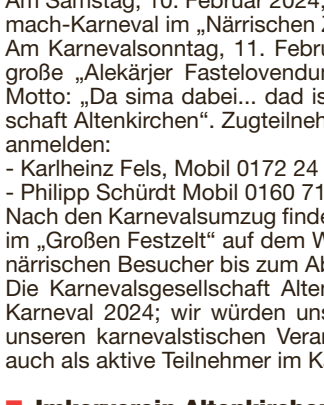 Am Samstag, 10. Februar 2024,
mach-Karneval im „Närrischen
Am Karnevalsonntag, 11. Febru
große „Alekärjer Fastelovendu
Motto: „Da sima dabei... dad is
schaft Altenkirchen“. Zugteilneh
anmelden:
- Karlheinz Fels, Mobil 0172 24
- Philipp Schürdt Mobil 0160 71
Nach den Karnevalsumzug finde
im „Großen Festzelt“ auf dem W
närrischen Besucher bis zum Ab
Die Karnevalsgesellschaft Alter
Karneval 2024; wir würden uns
unseren karnevalstischen Veran
auch als aktive Teilnehmer im Ka